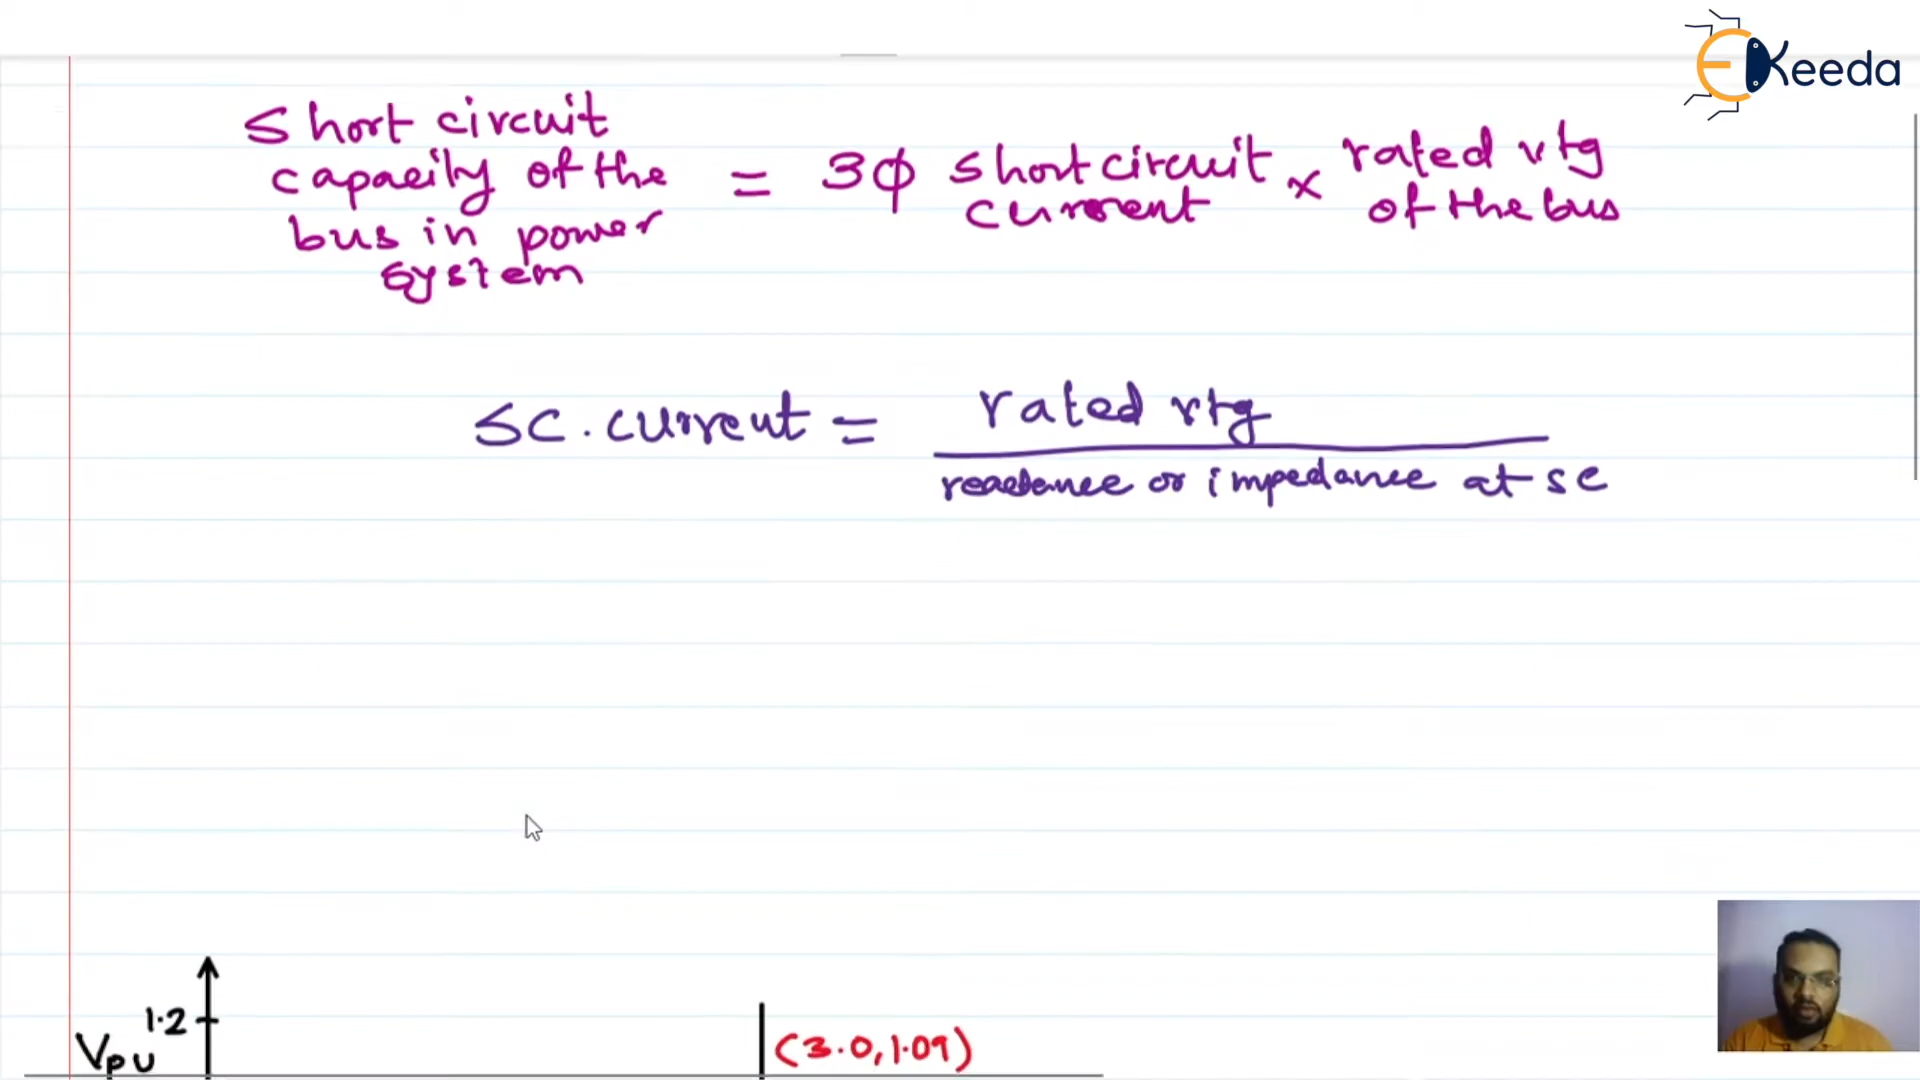 EKeeda
Short circuit
capacity of the
bus in power
system
= 3ϕ short circuit
current
× rated vtg
of the bus
SC. current = rated vtg
reactance or impedance at SC
1.2
Vpu
(3.0, 1.09)